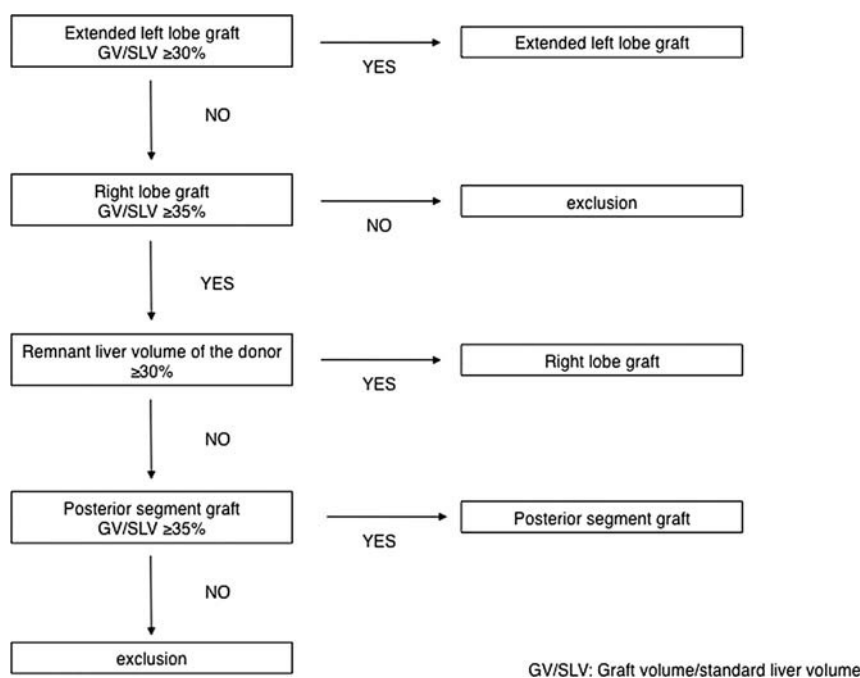 Extended left lobe graft
GV/SLV ≥30%
YES
Extended left lobe graft
NO
Right lobe graft
GV/SLV ≥35%
NO
exclusion
YES
Remnant liver volume of the donor
≥30%
YES
Right lobe graft
NO
Posterior segment graft
GV/SLV ≥35%
YES
Posterior segment graft
NO
exclusion
GV/SLV: Graft volume/standard liver volume